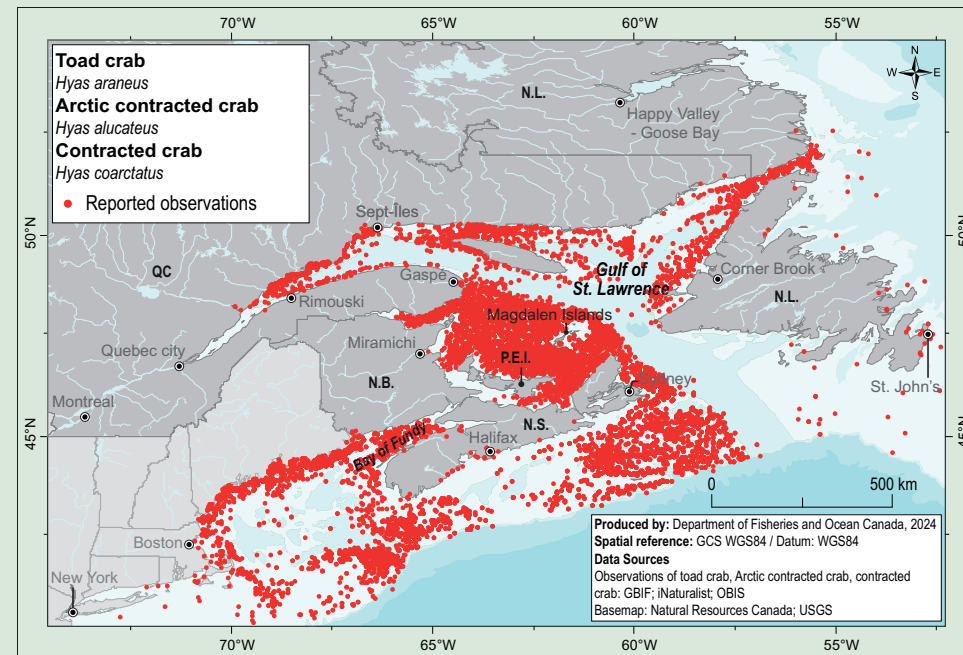 70°W 65°W 60°W 55°W
Toad crab
Hyas araneus
Arctic contracted crab
Hyas alucateus
Contracted crab
Hyas coarctatus
Reported observations
N
W E
S
N.L.
Happy Valley
- Goose Bay
Sept-Îles
50°N
50°N
QC
Gaspé
Gulf of
St. Lawrence
Corner Brook
Rimouski
N.L.
Magdalen Islands
Quebec city
Miramichi
P.E.I.
N.B.
Sydney
St. John's
Montreal
45°N
45°N
Bay of Fundy
N.S.
Halifax
0 500 km
Boston
New York
Produced by: Department of Fisheries and Ocean Canada, 2024
Spatial reference: GCS WGS84 / Datum: WGS84
Data Sources
Observations of toad crab, Arctic contracted crab, contracted
crab: GBIF; iNaturalist; OBIS
Basemap: Natural Resources Canada; USGS
70°W 65°W 60°W 55°W